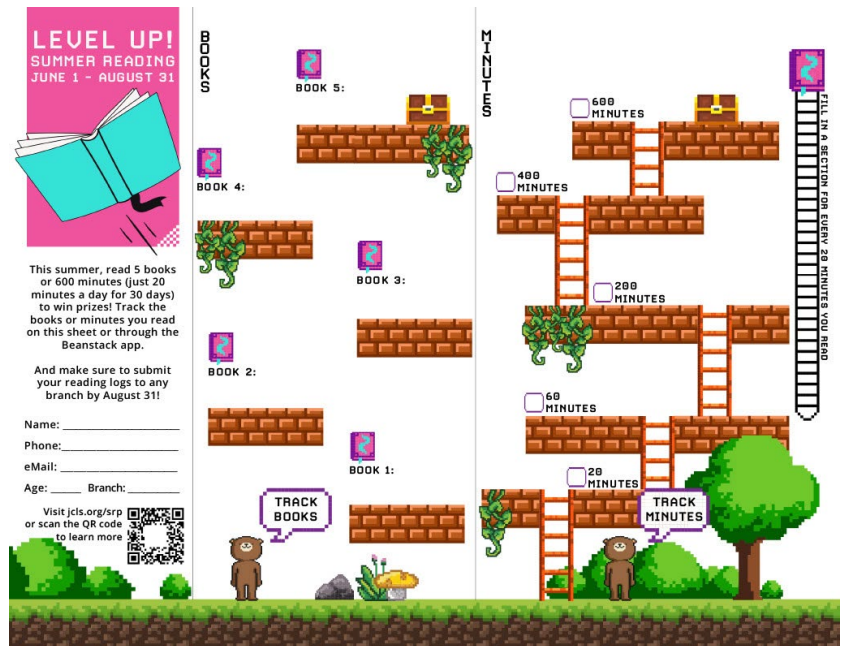 LEVEL UP!
SUMMER READING
JUNE 1 - AUGUST 31
This summer, read 5 books
or 600 minutes (just 20
minutes a day for 30 days)
to win prizes! Track the
books or minutes you read
on this sheet or through the
Beanstack app.
And make sure to submit
your reading logs to any
branch by August 31!
Name:
Phone:
eMail:
Age: Branch:
Visit jcls.org/srp
or scan the QR code
to learn more
BOOKS
BOOK 5:
BOOK 4:
BOOK 3:
BOOK 2:
BOOK 1:
TRACK
BOOKS
MINUTES
600
MINUTES
400
MINUTES
200
MINUTES
60
MINUTES
20
MINUTES
TRACK
MINUTES
FILL IN A SECTION FOR EVERY 20 MINUTES YOU READ